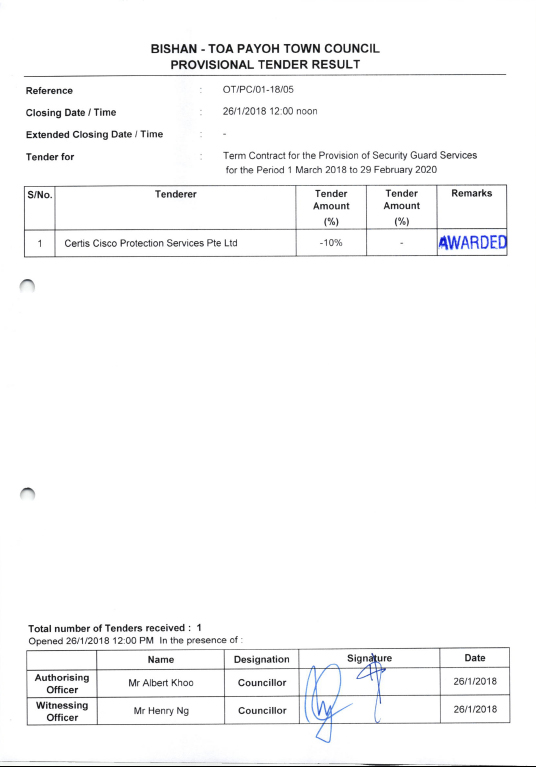 BISHAN - TOA PAYOH TOWN COUNCIL
PROVISIONAL TENDER RESULT
Reference : OT/PC/01-18/05
Closing Date / Time : 26/1/2018 12:00 noon
Extended Closing Date / Time : -
Tender for : Term Contract for the Provision of Security Guard Services
for the Period 1 March 2018 to 29 February 2020
S/No. Tenderer Tender Amount (%) Tender Amount (%) Remarks
1 Certis Cisco Protection Services Pte Ltd -10% - AWARDED
Total number of Tenders received : 1
Opened 26/1/2018 12:00 PM In the presence of :
Name Designation Signature Date
Authorising Officer Mr Albert Khoo Councillor 26/1/2018
Witnessing Officer Mr Henry Ng Councillor 26/1/2018